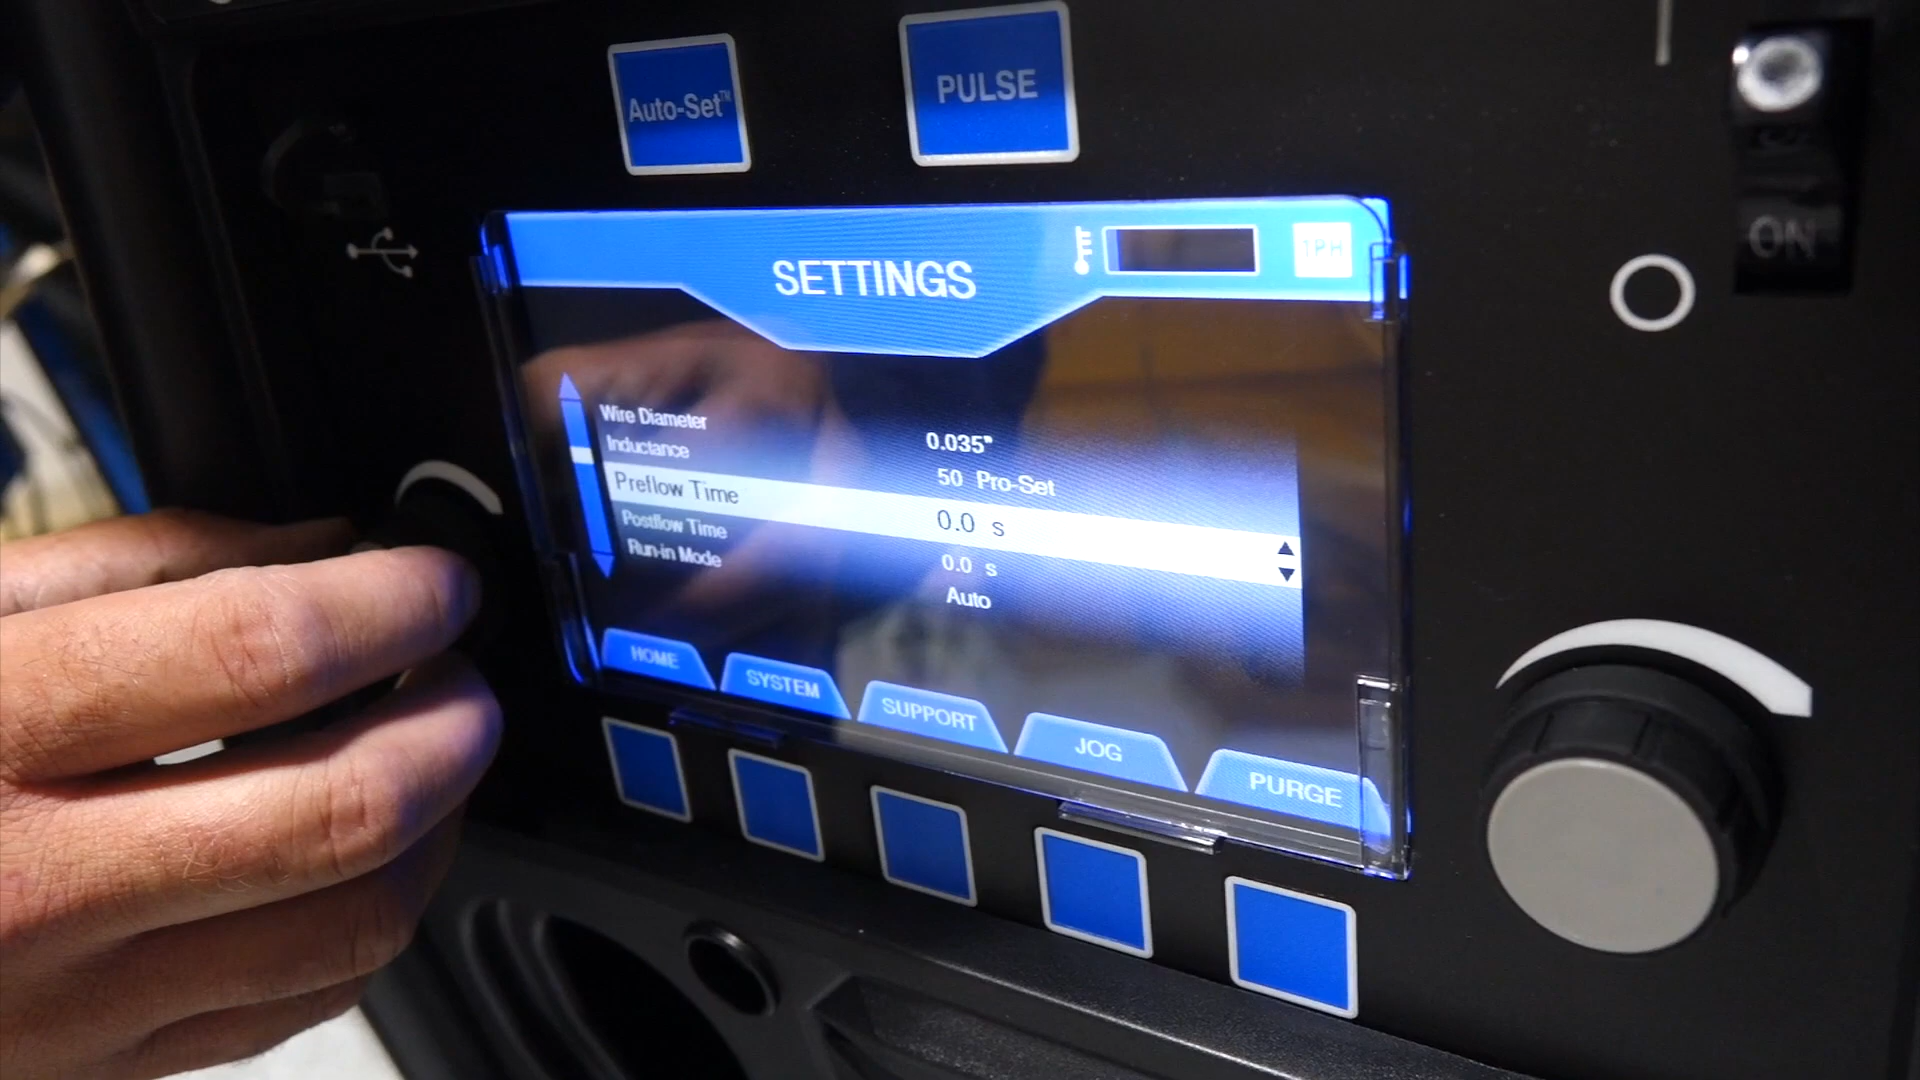 Auto-Set™
PULSE
SETTINGS
1PH
ON
Wire Diameter 0.035"
Inductance 50 Pro-Set
Preflow Time 0.0 s
Postflow Time 0.0 s
Run-in Mode Auto
HOME
SYSTEM
SUPPORT
JOG
PURGE